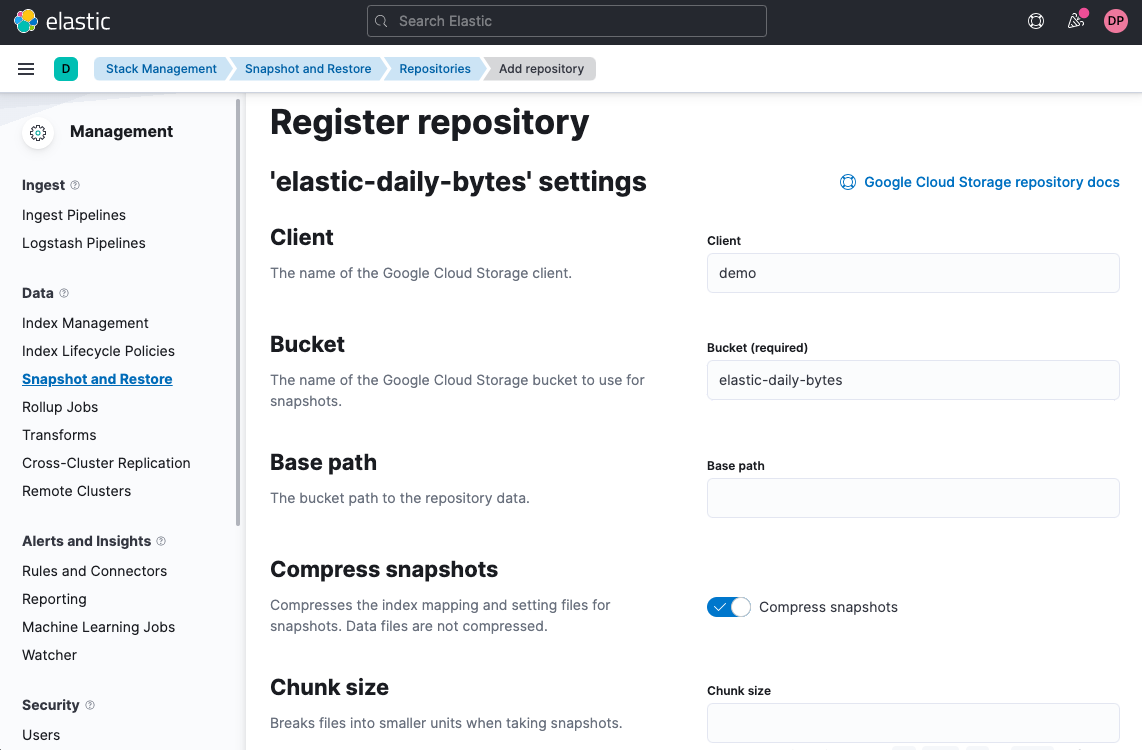 elastic
Search Elastic
DP
D
Stack Management
Snapshot and Restore
Repositories
Add repository
Management
Ingest
Ingest Pipelines
Logstash Pipelines
Data
Index Management
Index Lifecycle Policies
Snapshot and Restore
Rollup Jobs
Transforms
Cross-Cluster Replication
Remote Clusters
Alerts and Insights
Rules and Connectors
Reporting
Machine Learning Jobs
Watcher
Security
Users
Register repository
'elastic-daily-bytes' settings
Google Cloud Storage repository docs
Client
The name of the Google Cloud Storage client.
Client
demo
Bucket
The name of the Google Cloud Storage bucket to use for
snapshots.
Bucket (required)
elastic-daily-bytes
Base path
The bucket path to the repository data.
Base path
Compress snapshots
Compresses the index mapping and setting files for
snapshots. Data files are not compressed.
Compress snapshots
Chunk size
Breaks files into smaller units when taking snapshots.
Chunk size